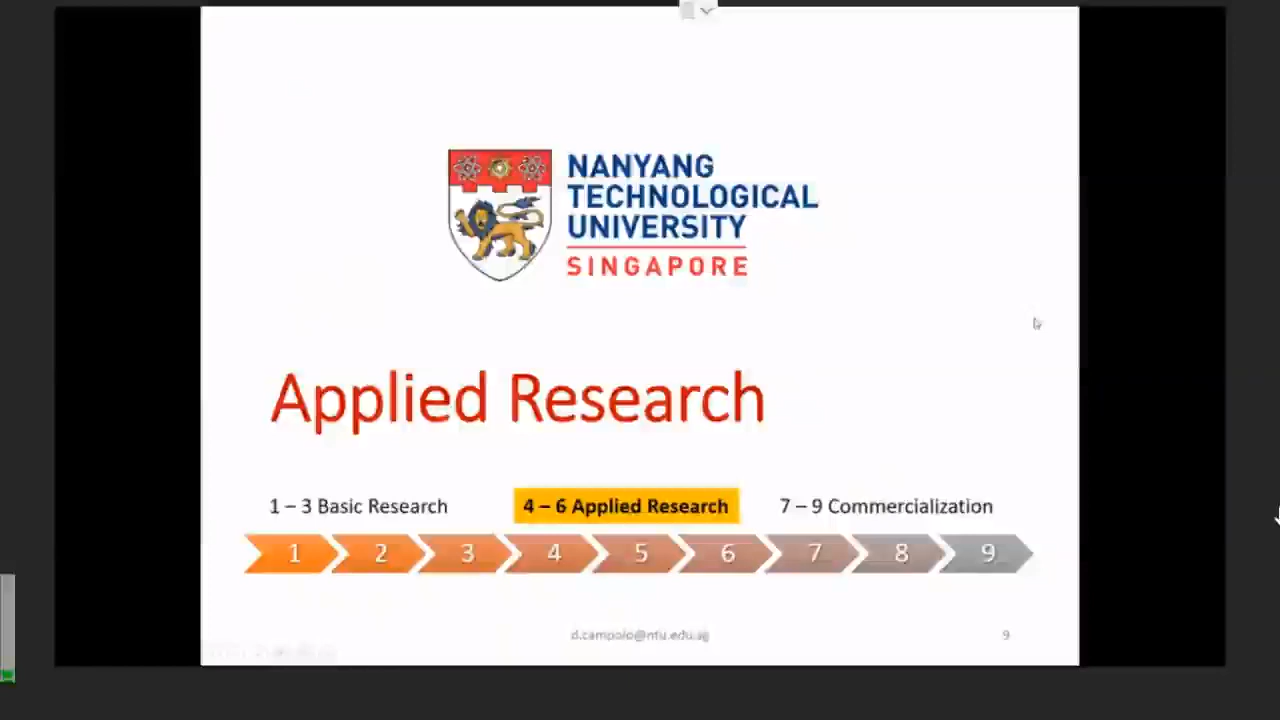 NANYANG
TECHNOLOGICAL
UNIVERSITY
SINGAPORE
Applied Research
1 – 3 Basic Research
4 – 6 Applied Research
7 – 9 Commercialization
1 2 3 4 5 6 7 8 9
d.campolo@ntu.edu.sg
9